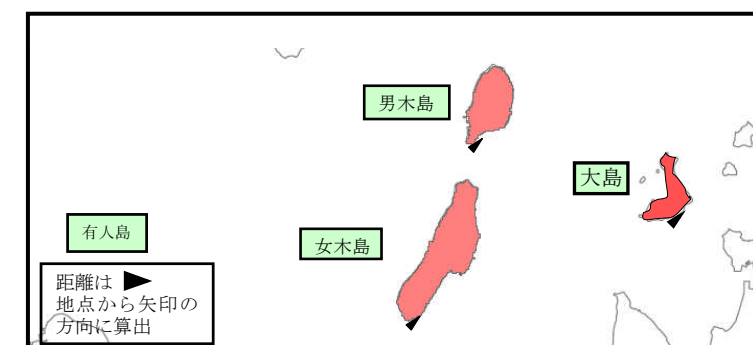 男木島
大島
有人島
女木島
距離は ▶
地点から矢印の
方向に算出